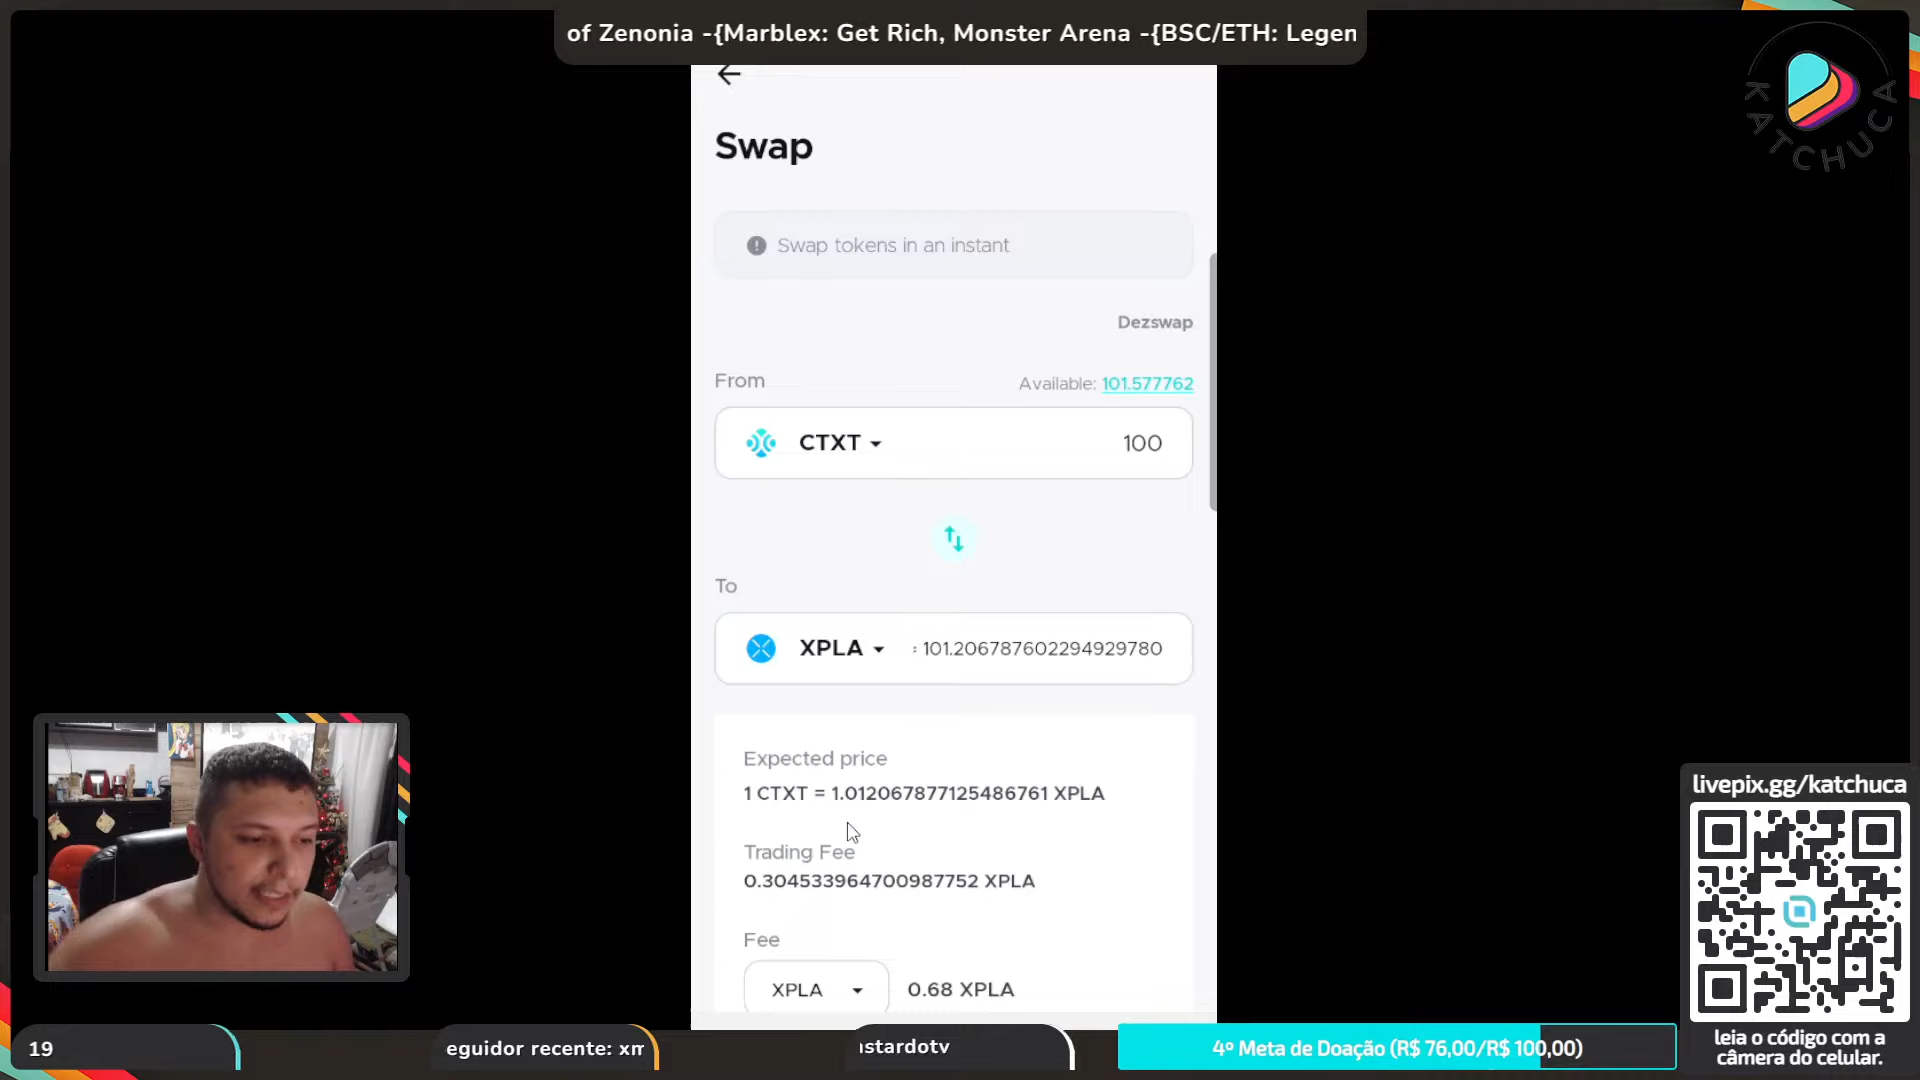 of Zenonia -{Marblex: Get Rich, Monster Arena -{BSC/ETH: Legen
KATCHUCA
Swap
Swap tokens in an instant
Dezswap
From
Available: 101.577762
CTXT
100
To
XPLA
101.206787602294929780
Expected price
1 CTXT = 1.012067877125486761 XPLA
Trading Fee
0.304533964700987752 XPLA
Fee
XPLA
0.68 XPLA
livepix.gg/katchuca
leia o código com a
câmera do celular.
19
eguidor recente: xm
stardotv
4º Meta de Doação (R$ 76,00/R$ 100,00)